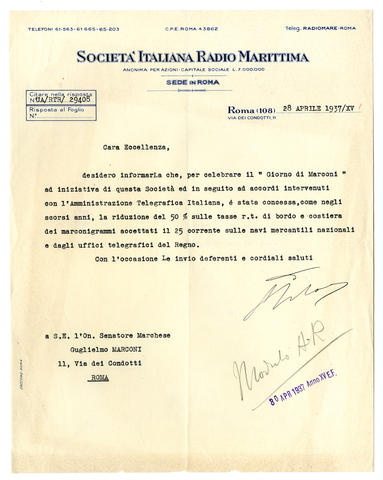 TELEFONI 61-563-61-665-65-203
C.P.E. ROMA 43862
Teleg. RADIOMARE-ROMA
SOCIETA' ITALIANA RADIO MARITTIMA
ANONIMA PER AZIONI-CAPITALE SOCIALE L. 7.000.000
SEDE IN ROMA
Citare nella risposta
N° UA/RTR/ 29408
Risposta al Foglio
N°
Roma (108) 28 APRILE 1937/XV
VIA DEI CONDOTTI, 11
Cara Eccellenza,
desidero informarLa che, per celebrare il " Giorno di Marconi "
ad iniziativa di questa Società ed in seguito ad accordi intervenuti
con l'Amministrazione Telegrafica Italiana, é stata concessa,come negli
scorsi anni, la riduzione del 50 % sulle tasse r.t. di bordo e costiera
dei marconigrammi accettati il 25 corrente sulle navi mercantili nazionali
e dagli uffici telegrafici del Regno.
Con l'occasione Le invio deferenti e cordiali saluti
a S.E. l'On. Senatore Marchese
Guglielmo MARCONI
11, Via dei Condotti
ROMA
Modulo A.R
30 APR 1937 Anno XV E.F.